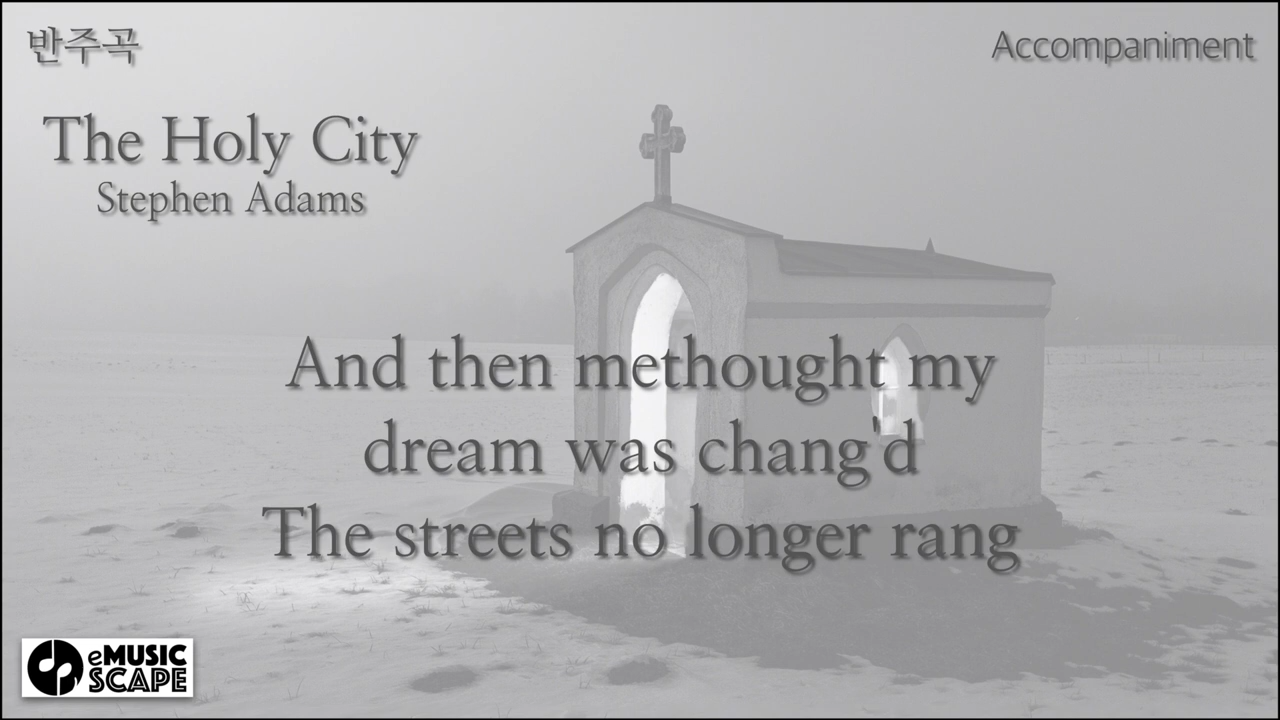 반주곡
Accompaniment
The Holy City
Stephen Adams
And then methought my
dream was chang'd
The streets no longer rang
eMUSIC
SCAPE